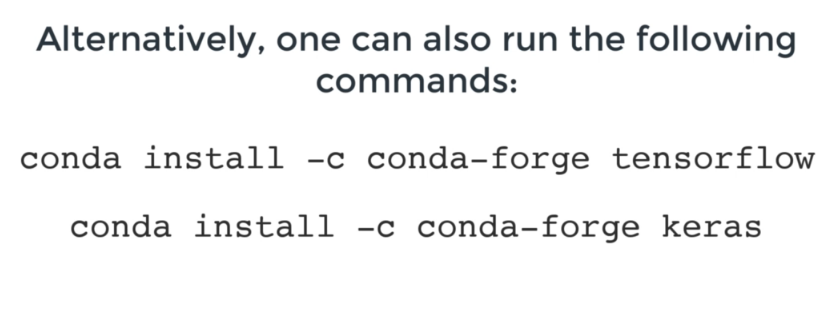 Alternatively, one can also run the following
commands:
conda install -c conda-forge tensorflow
conda install -c conda-forge keras